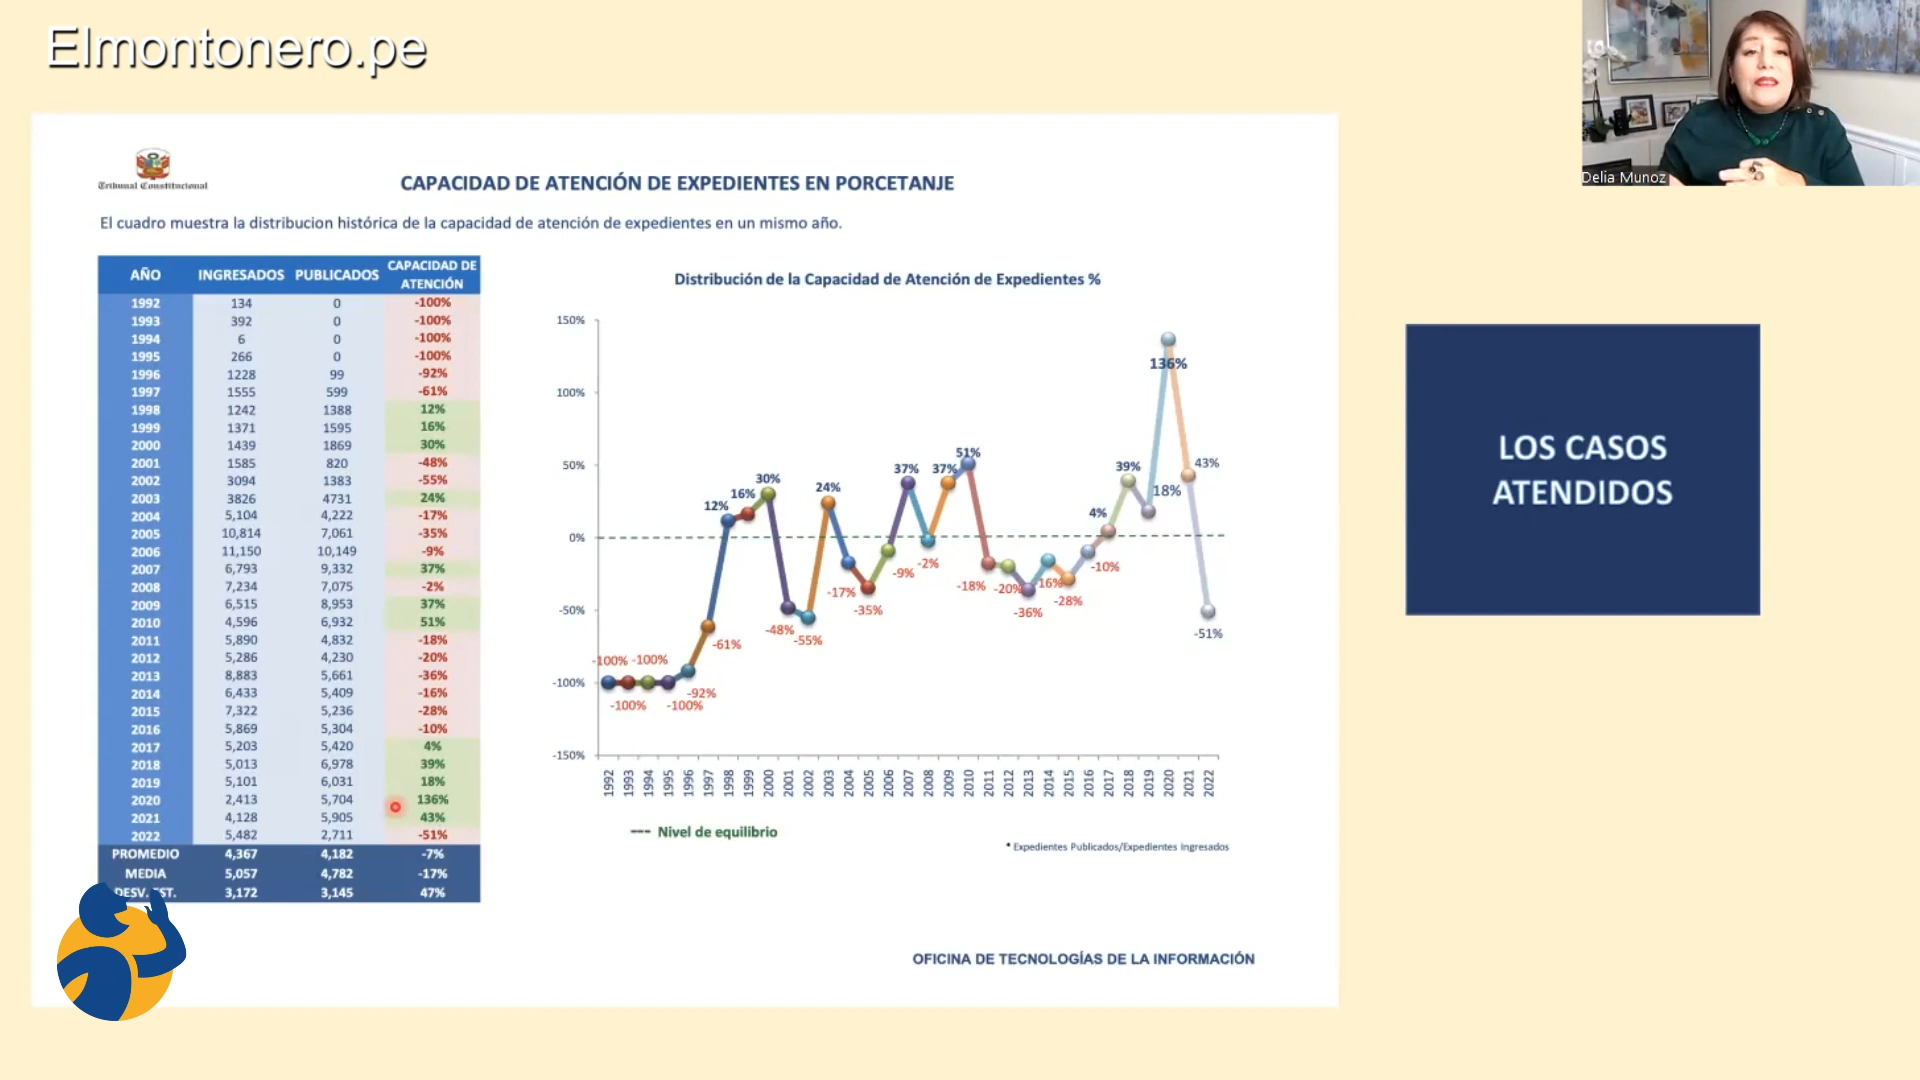 Elmontonero.pe
Delia Munoz
Tribunal Constitucional
CAPACIDAD DE ATENCIÓN DE EXPEDIENTES EN PORCETANJE
El cuadro muestra la distribucion histórica de la capacidad de atención de expedientes en un mismo año.
AÑO INGRESADOS PUBLICADOS CAPACIDAD DE ATENCIÓN
1992 134 0 -100%
1993 392 0 -100%
1994 6 0 -100%
1995 266 0 -100%
1996 1228 99 -92%
1997 1555 599 -61%
1998 1242 1388 12%
1999 1371 1595 16%
2000 1439 1869 30%
2001 1585 820 -48%
2002 3094 1383 -55%
2003 3826 4731 24%
2004 5,104 4,222 -17%
2005 10,814 7,061 -35%
2006 11,150 10,149 -9%
2007 6,793 9,332 37%
2008 7,234 7,075 -2%
2009 6,515 8,953 37%
2010 4,596 6,932 51%
2011 5,890 4,832 -18%
2012 5,286 4,230 -20%
2013 8,883 5,661 -36%
2014 6,433 5,409 -16%
2015 7,322 5,236 -28%
2016 5,869 5,304 -10%
2017 5,203 5,420 4%
2018 5,013 6,978 39%
2019 5,101 6,031 18%
2020 2,413 5,704 136%
2021 4,128 5,905 43%
2022 5,482 2,711 -51%
PROMEDIO 4,367 4,182 -7%
MEDIA 5,057 4,782 -17%
DESV. EST. 3,172 3,145 47%
Distribución de la Capacidad de Atención de Expedientes %
150%
100%
50%
0%
-50%
-100%
-150%
-100% -100% -100% -100% -92% -61% 12% 16% 30% -48% -55% 24% -17% -35% -9% 37% -2% 37% 51% -18% -20% -36% -16% -28% -10% 4% 39% 18% 136% 43% -51%
1992 1993 1994 1995 1996 1997 1998 1999 2000 2001 2002 2003 2004 2005 2006 2007 2008 2009 2010 2011 2012 2013 2014 2015 2016 2017 2018 2019 2020 2021 2022
--- Nivel de equilibrio
* Expedientes Publicados/Expedientes Ingresados
OFICINA DE TECNOLOGÍAS DE LA INFORMACIÓN
LOS CASOS
ATENDIDOS